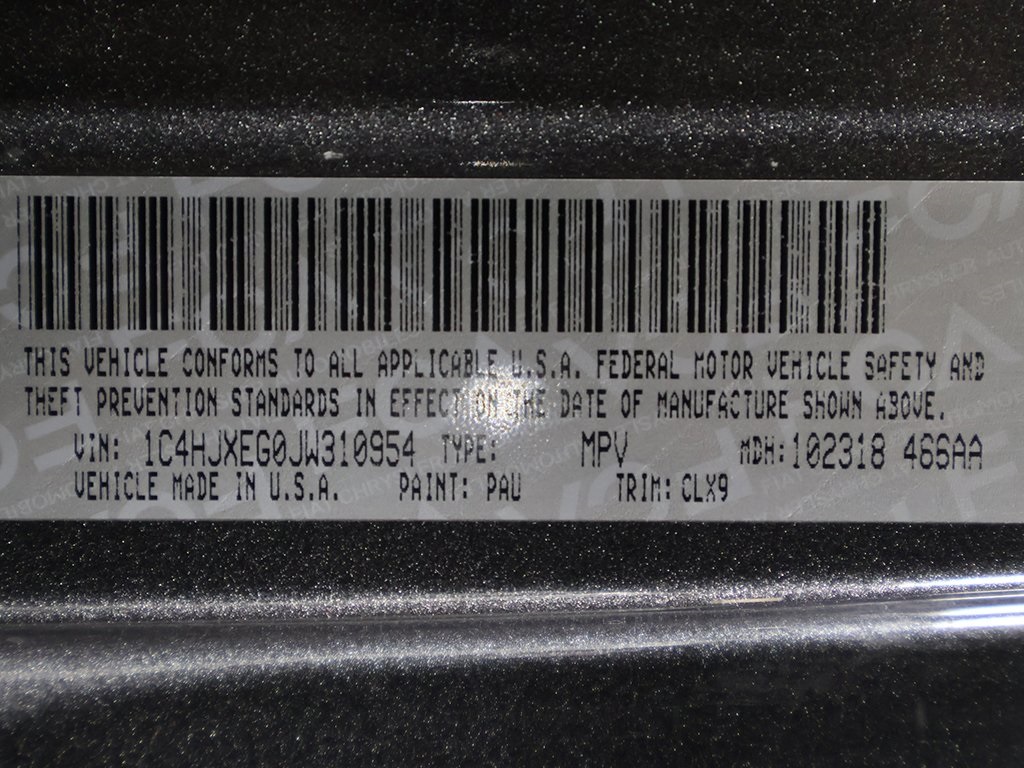 THIS VEHICLE CONFORMS TO ALL APPLICABLE U.S.A. FEDERAL MOTOR VEHICLE SAFETY AND
THEFT PREVENTION STANDARDS IN EFFECT ON THE DATE OF MANUFACTURE SHOWN ABOVE.
VIN: 1C4HJXEG0JW310954 TYPE: MPV MDH: 102318 466AA
VEHICLE MADE IN U.S.A. PAINT: PAU TRIM: CLX9